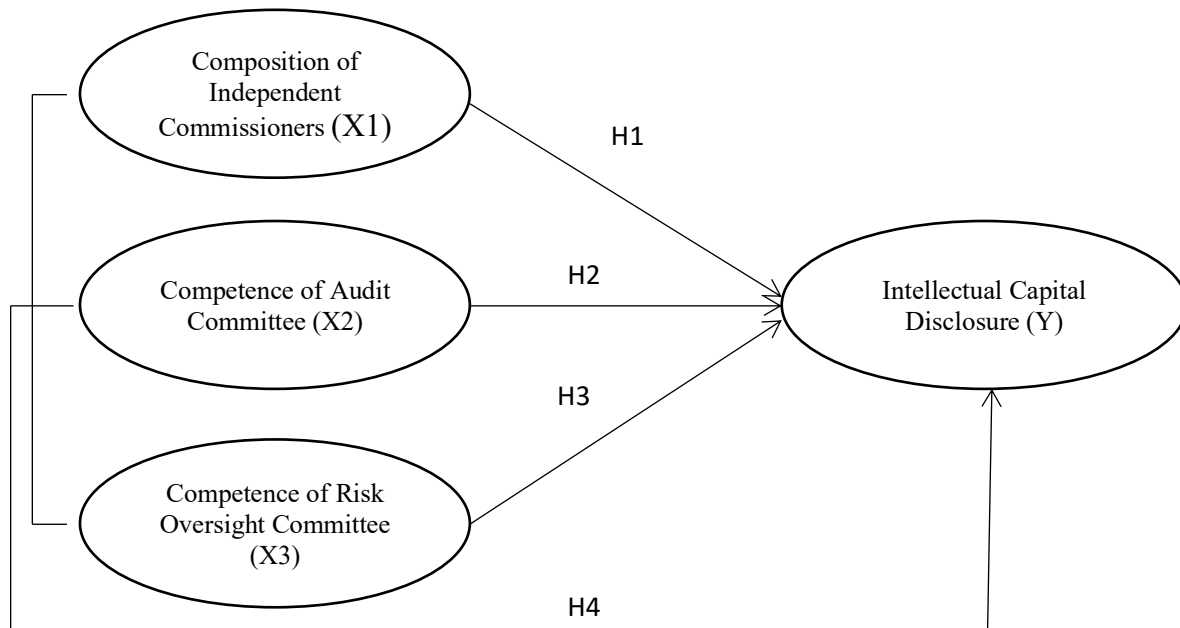 Composition of
Independent
Commissioners (X1)
H1
Competence of Audit
Committee (X2)
H2
Intellectual Capital
Disclosure (Y)
H3
Competence of Risk
Oversight Committee
(X3)
H4